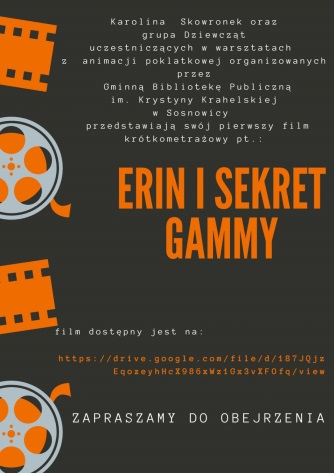 Karolina Skowronek oraz
grupa Dziewcząt
uczestniczących w warsztatach
z animacji poklatkowej organizowanych
przez
Gminną Bibliotekę Publiczną
im. Krystyny Krahelskiej
w Sosnowicy
przedstawiają swój pierwszy film
krótkometrażowy pt.:
ERIN I SEKRET
GAMMY
film dostępny jest na:
https://drive.google.com/file/d/187JQjz
EqozeyhHcX986xWz1Gx3vXFOfq/view
ZAPRASZAMY DO OBEJRZENIA